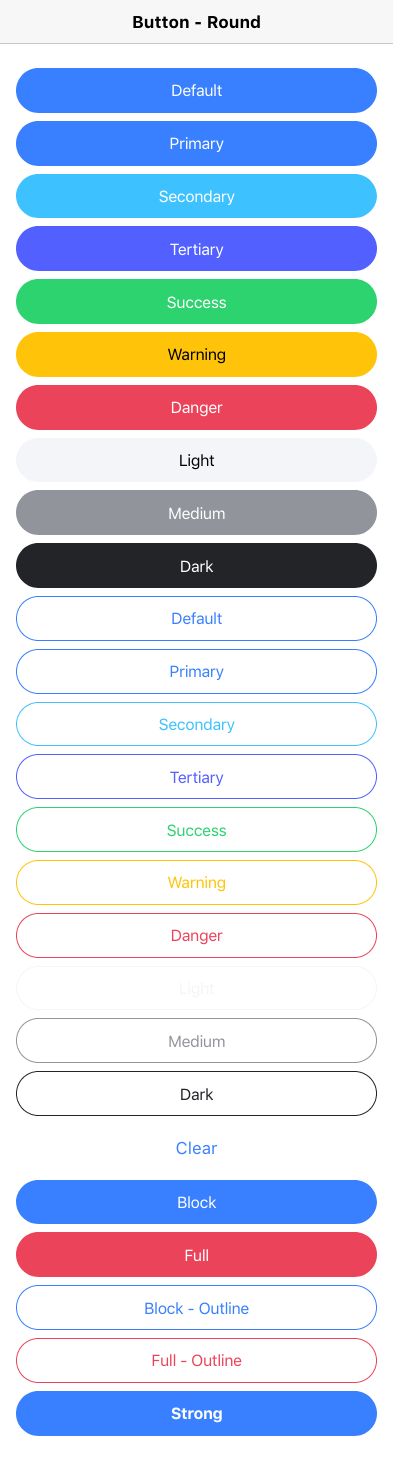 Button - Round
Default
Primary
Secondary
Tertiary
Success
Warning
Danger
Light
Medium
Dark
Default
Primary
Secondary
Tertiary
Success
Warning
Danger
Light
Medium
Dark
Clear
Block
Full
Block - Outline
Full - Outline
Strong